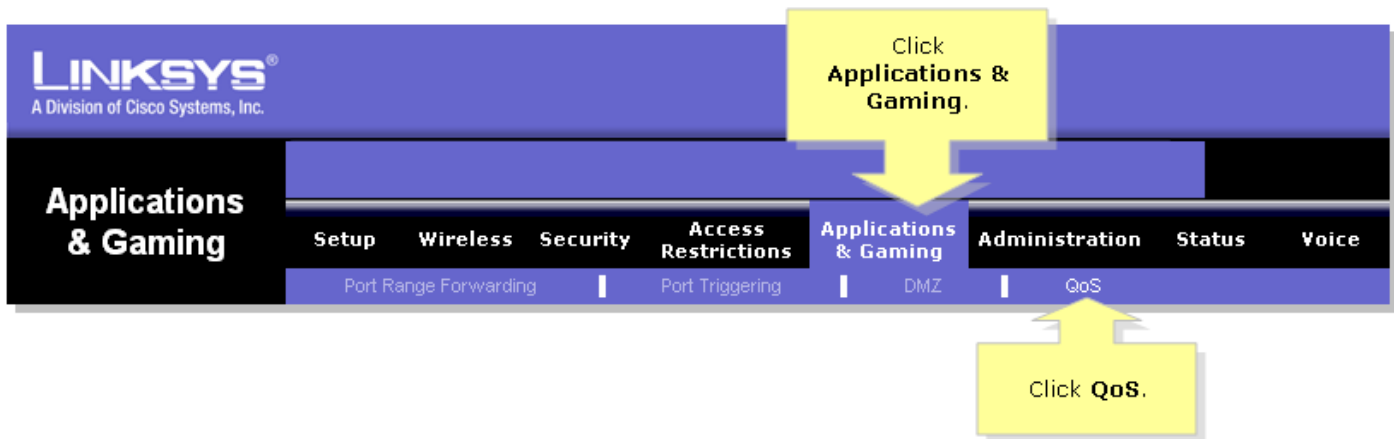 LINKSYS®
A Division of Cisco Systems, Inc.
Click
Applications &
Gaming.
Applications
& Gaming
Setup Wireless Security Access Restrictions Applications & Gaming Administration Status Voice
Port Range Forwarding Port Triggering DMZ QoS
Click QoS.